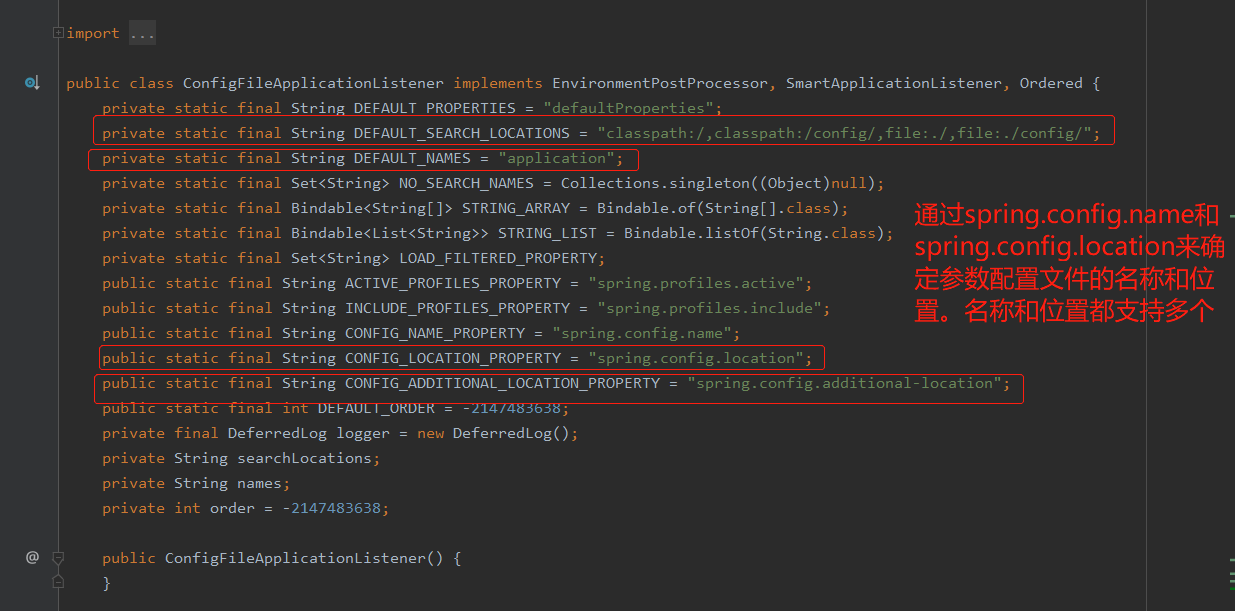 import ...
public class ConfigFileApplicationListener implements EnvironmentPostProcessor, SmartApplicationListener, Ordered {
private static final String DEFAULT_PROPERTIES = "defaultProperties";
private static final String DEFAULT_SEARCH_LOCATIONS = "classpath:/,classpath:/config/,file:./,file:./config/";
private static final String DEFAULT_NAMES = "application";
private static final Set<String> NO_SEARCH_NAMES = Collections.singleton((Object)null);
private static final Bindable<String[]> STRING_ARRAY = Bindable.of(String[].class);
private static final Bindable<List<String>> STRING_LIST = Bindable.listOf(String.class);
private static final Set<String> LOAD_FILTERED_PROPERTY;
public static final String ACTIVE_PROFILES_PROPERTY = "spring.profiles.active";
public static final String INCLUDE_PROFILES_PROPERTY = "spring.profiles.include";
public static final String CONFIG_NAME_PROPERTY = "spring.config.name";
public static final String CONFIG_LOCATION_PROPERTY = "spring.config.location";
public static final String CONFIG_ADDITIONAL_LOCATION_PROPERTY = "spring.config.additional-location";
public static final int DEFAULT_ORDER = -2147483638;
private final DeferredLog logger = new DeferredLog();
private String searchLocations;
private String names;
private int order = -2147483638;
@
public ConfigFileApplicationListener() {
}
通过spring.config.name和
spring.config.location来确
定参数配置文件的名称和位
置。名称和位置都支持多个